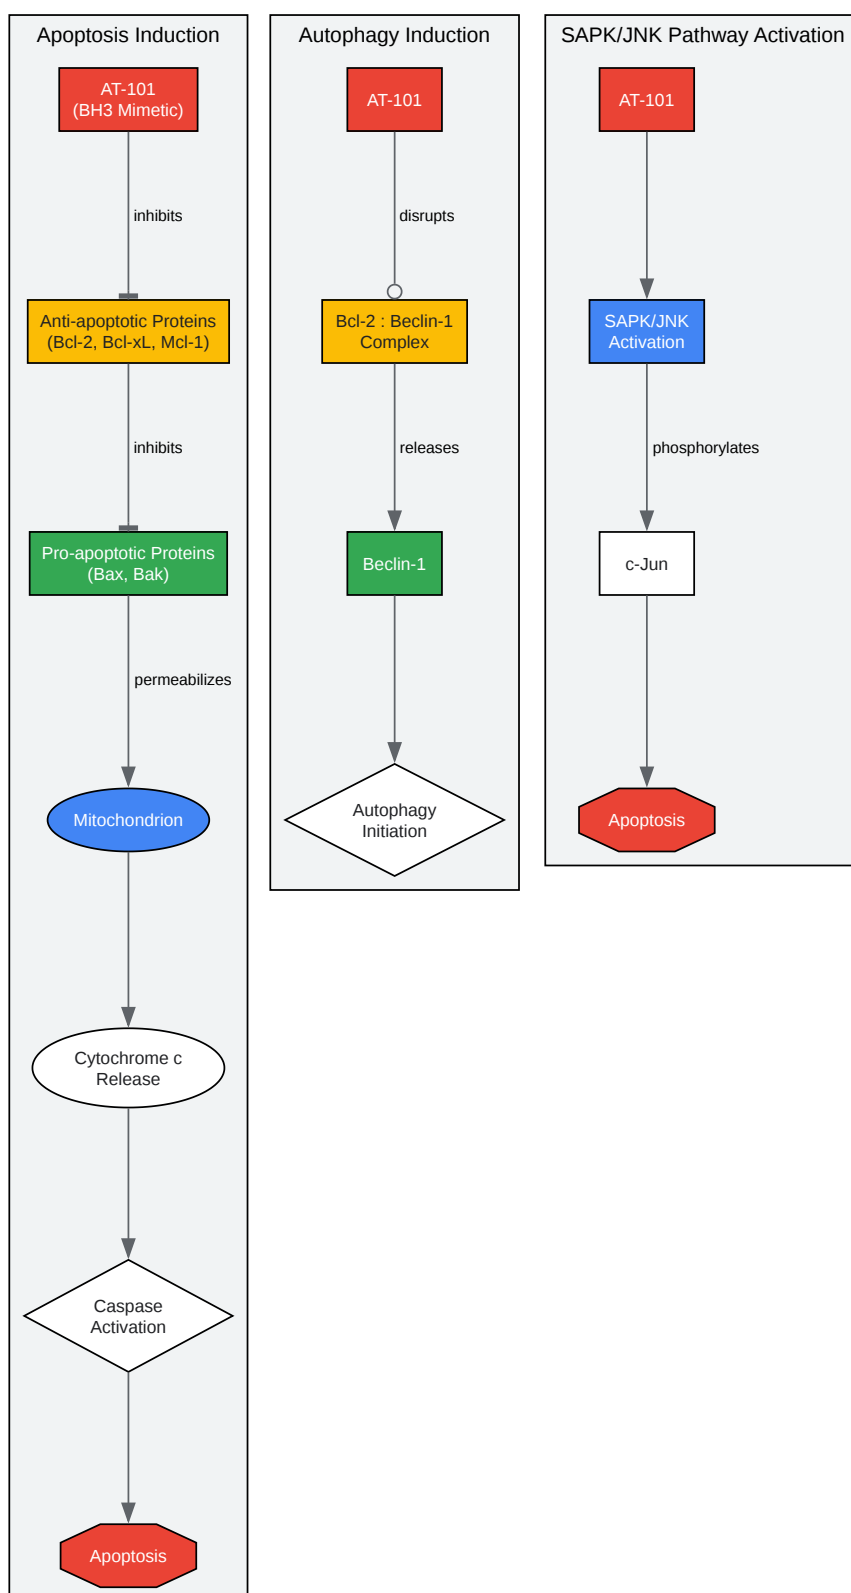 Apoptosis Induction
AT-101
(BH3 Mimetic)
inhibits
Anti-apoptotic Proteins
(Bcl-2, Bcl-xL, Mcl-1)
inhibits
Pro-apoptotic Proteins
(Bax, Bak)
permeabilizes
Mitochondrion
Cytochrome c
Release
Caspase
Activation
Apoptosis
Autophagy Induction
AT-101
disrupts
Bcl-2 : Beclin-1
Complex
releases
Beclin-1
Autophagy
Initiation
SAPK/JNK Pathway Activation
AT-101
SAPK/JNK
Activation
phosphorylates
c-Jun
Apoptosis